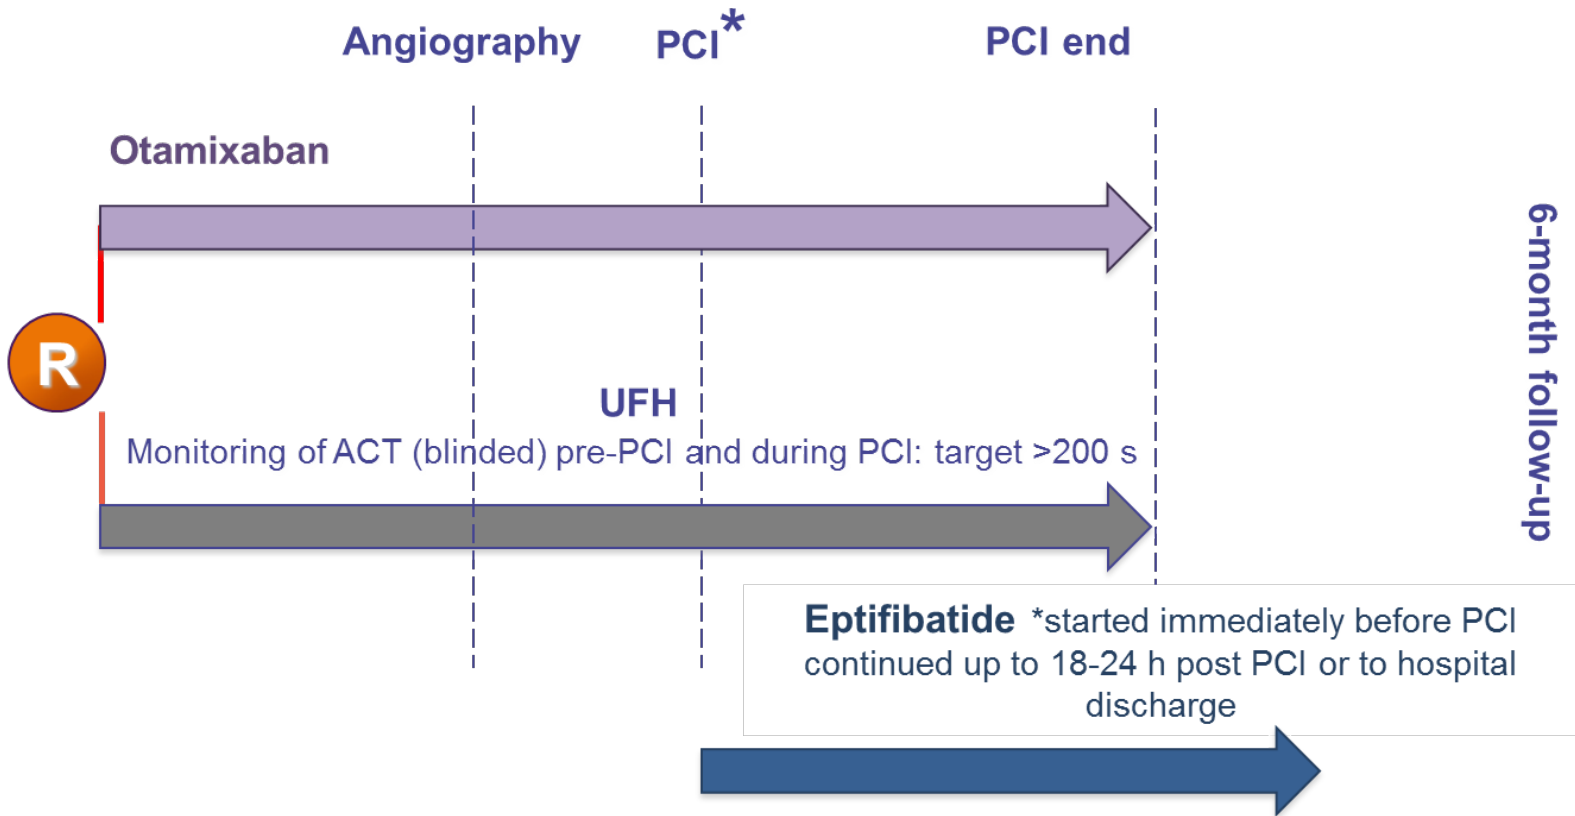 Angiography
PCI*
PCI end
Otamixaban
R
UFH
Monitoring of ACT (blinded) pre-PCI and during PCI: target >200 s
6-month follow-up
Eptifibatide *started immediately before PCI
continued up to 18-24 h post PCI or to hospital
discharge